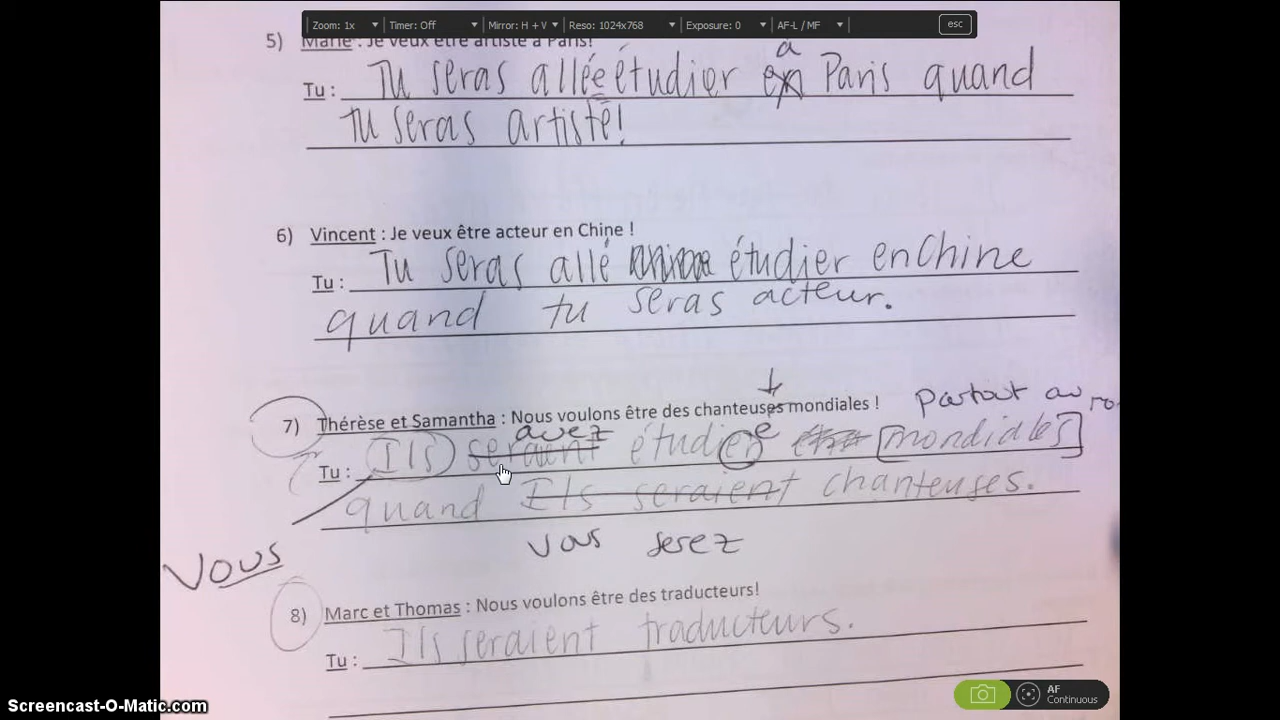 Zoom: 1x Timer: Off Mirror: H + V Reso: 1024x768 Exposure: 0 AF-L / MF esc
5) Marie : Je veux être artiste à Paris!
à
Tu : Tu seras allée étudier en Paris quand
tu seras artiste!
6) Vincent : Je veux être acteur en Chine !
Tu : Tu seras allé étudier en Chine
quand tu seras acteur.
7) Thérèse et Samantha : Nous voulons être des chanteuses mondiales !
partout au
avez é
Tu : Ils seraient étudier mondiales
quand Ils seraient chanteuses.
Vous vous serez
8) Marc et Thomas : Nous voulons être des traducteurs!
Tu : Ils seraient traducteurs.
AF
Continuous
Screencast-O-Matic.com